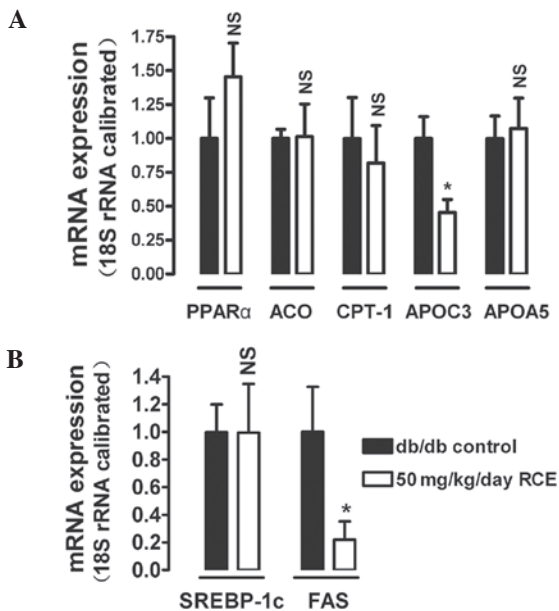 A
mRNA expression
(18S rRNA calibrated)
1.75
1.50
1.25
1.00
0.75
0.50
0.25
0.00
NS
NS
NS
*
NS
PPARα ACO CPT-1 APOC3 APOA5
B
mRNA expression
(18S rRNA calibrated)
1.4
1.2
1.0
0.8
0.6
0.4
0.2
0.0
NS
*
db/db control
50 mg/kg/day RCE
SREBP-1c FAS